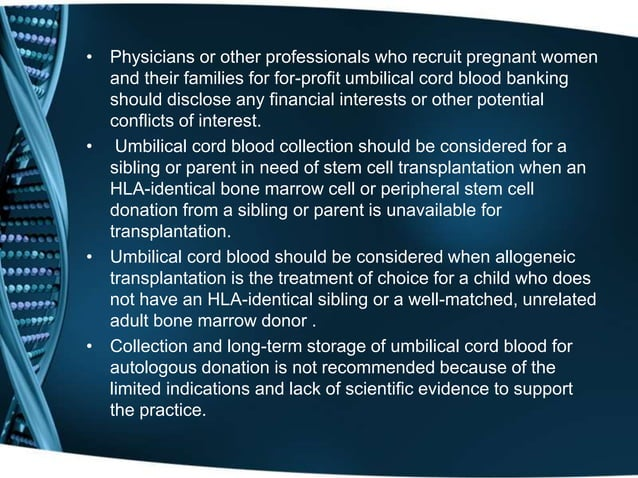 • Physicians or other professionals who recruit pregnant women
and their families for for-profit umbilical cord blood banking
should disclose any financial interests or other potential
conflicts of interest.
• Umbilical cord blood collection should be considered for a
sibling or parent in need of stem cell transplantation when an
HLA-identical bone marrow cell or peripheral stem cell
donation from a sibling or parent is unavailable for
transplantation.
• Umbilical cord blood should be considered when allogeneic
transplantation is the treatment of choice for a child who does
not have an HLA-identical sibling or a well-matched, unrelated
adult bone marrow donor .
• Collection and long-term storage of umbilical cord blood for
autologous donation is not recommended because of the
limited indications and lack of scientific evidence to support
the practice.